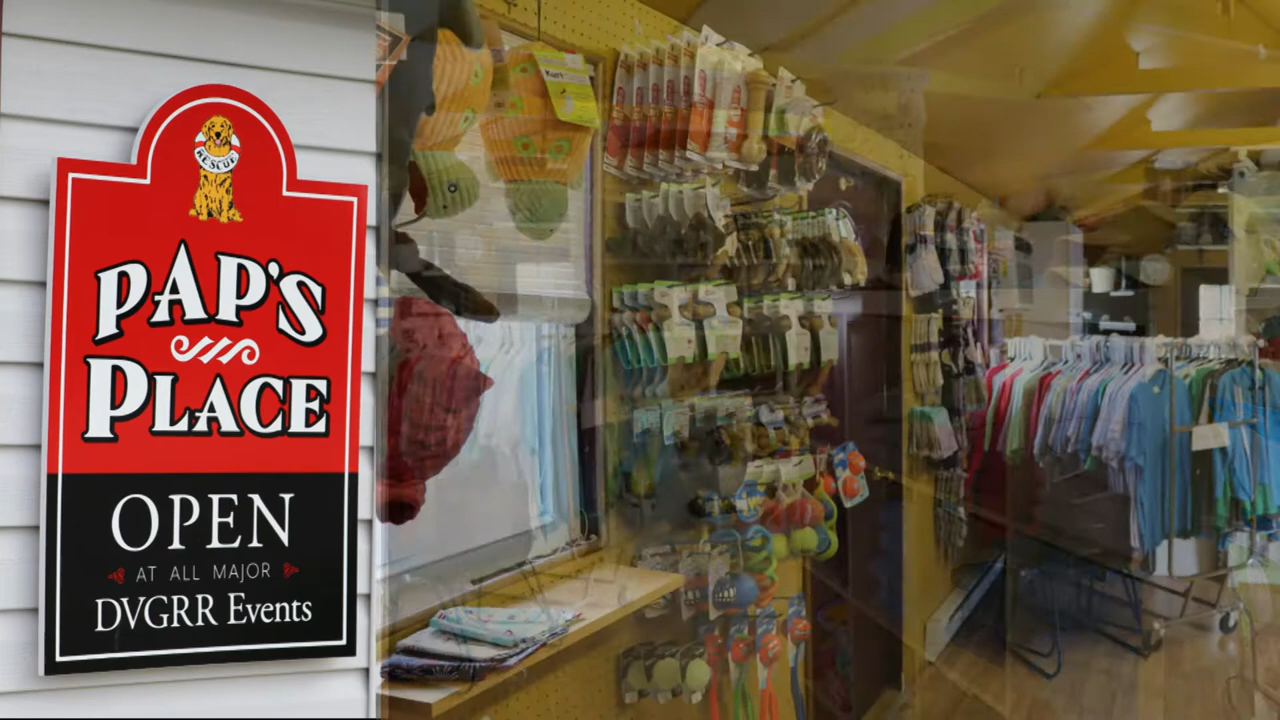 RESCUE
PAP'S
PLACE
OPEN
AT ALL MAJOR
DVGRR Events